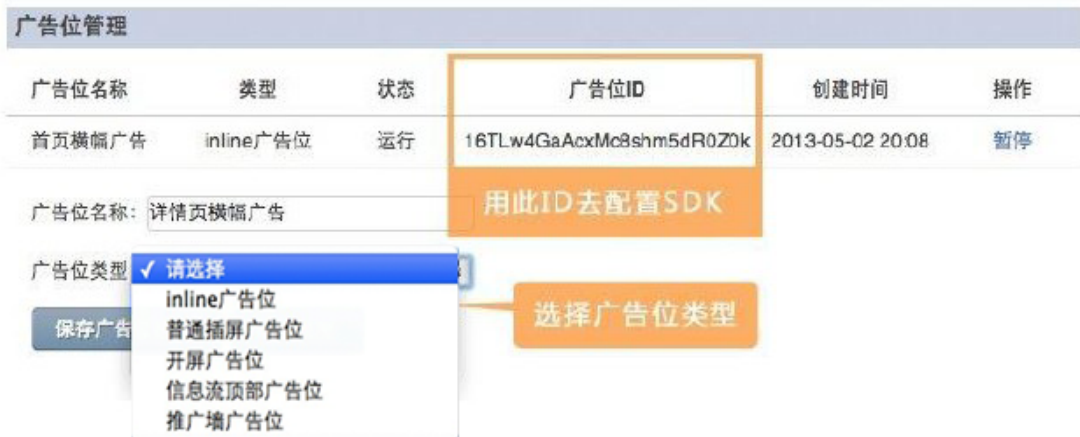 广告位管理
广告位名称 类型 状态 广告位ID 创建时间 操作
首页横幅广告 inline广告位 运行 16TLw4GaAcxMc8shm5dR0Z0k 2013-05-02 20:08 暂停
用此ID去配置SDK
广告位名称: 详情页横幅广告
广告位类型 ✓ 请选择
inline广告位
选择广告位类型
保存广告 普通插屏广告位
开屏广告位
信息流顶部广告位
推广墙广告位